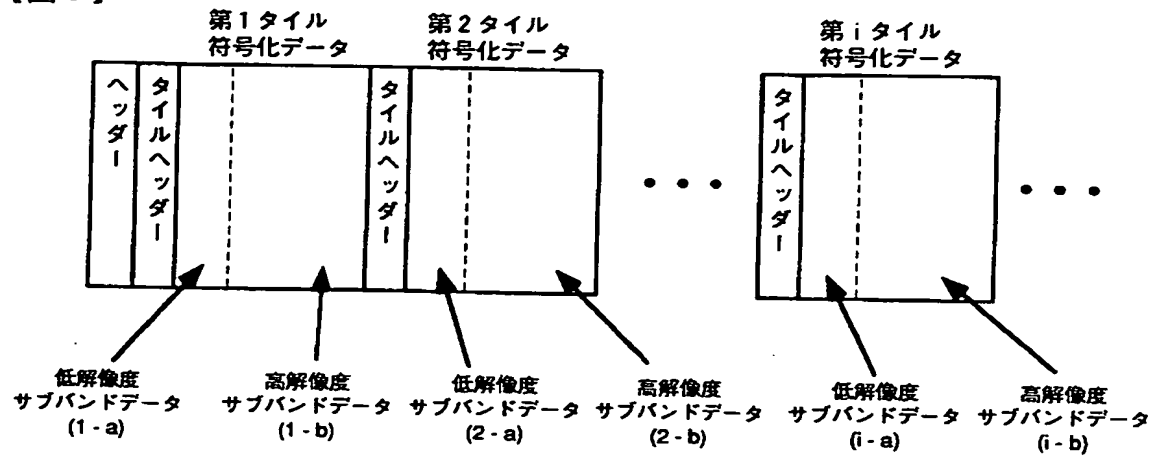 第１タイル
符号化データ
第２タイル
符号化データ
第ｉタイル
符号化データ
ヘッダー
タイルヘッダー
タイルヘッダー
タイルヘッダー
・・・
・・・
低解像度
サブバンドデータ
(1 - a)
高解像度
サブバンドデータ
(1 - b)
低解像度
サブバンドデータ
(2 - a)
高解像度
サブバンドデータ
(2 - b)
低解像度
サブバンドデータ
(i - a)
高解像度
サブバンドデータ
(i - b)